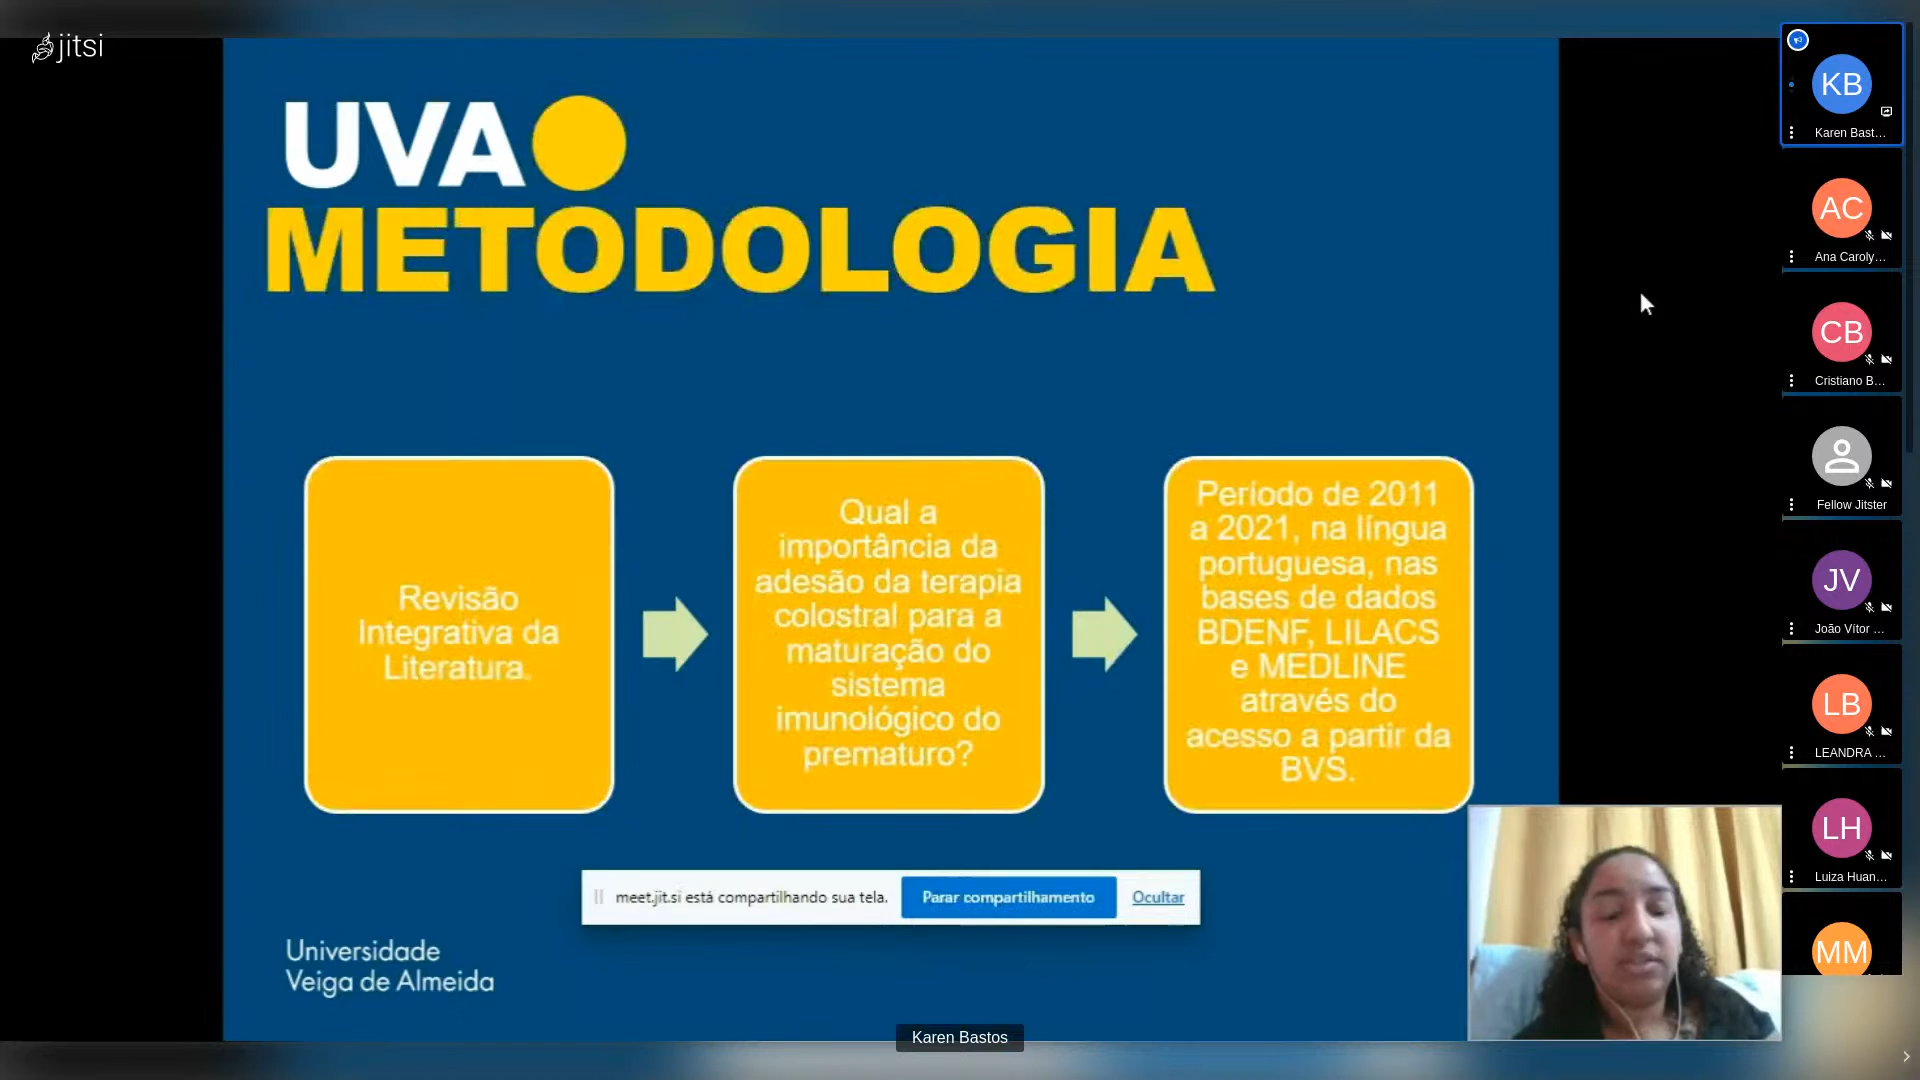 jitsi
UVA
METODOLOGIA
Revisão
Integrativa da
Literatura.
Qual a
importância da
adesão da terapia
colostral para a
maturação do
sistema
imunológico do
prematuro?
Período de 2011
a 2021, na língua
portuguesa, nas
bases de dados
BDENF, LILACS
e MEDLINE
através do
acesso a partir da
BVS.
meet.jit.si está compartilhando sua tela.
Parar compartilhamento
Ocultar
Universidade
Veiga de Almeida
Karen Bastos
KB
Karen Bast...
AC
Ana Caroly...
CB
Cristiano B...
Fellow Jitster
JV
João Vítor ...
LB
LEANDRA ...
LH
Luiza Huan...
MM